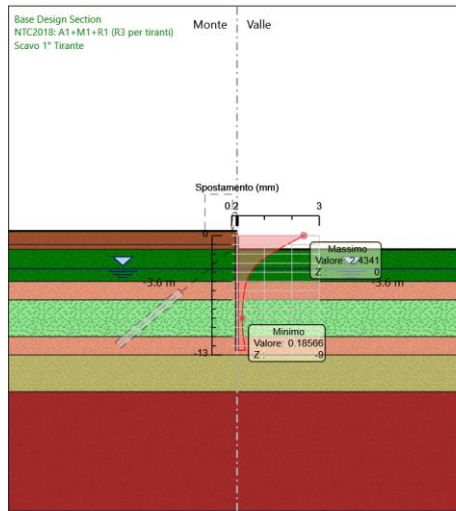 Base Design Section
NTC2018: A1+M1+R1 (R3 per tiranti)
Scavo 1° Tirante
Monte
Valle
Spostamento (mm)
0.2
3
0
Massimo
Valore: 2.4341
Z : 0
-3.6 m
-3.6 m
Minimo
Valore: 0.18566
Z : -9
-13